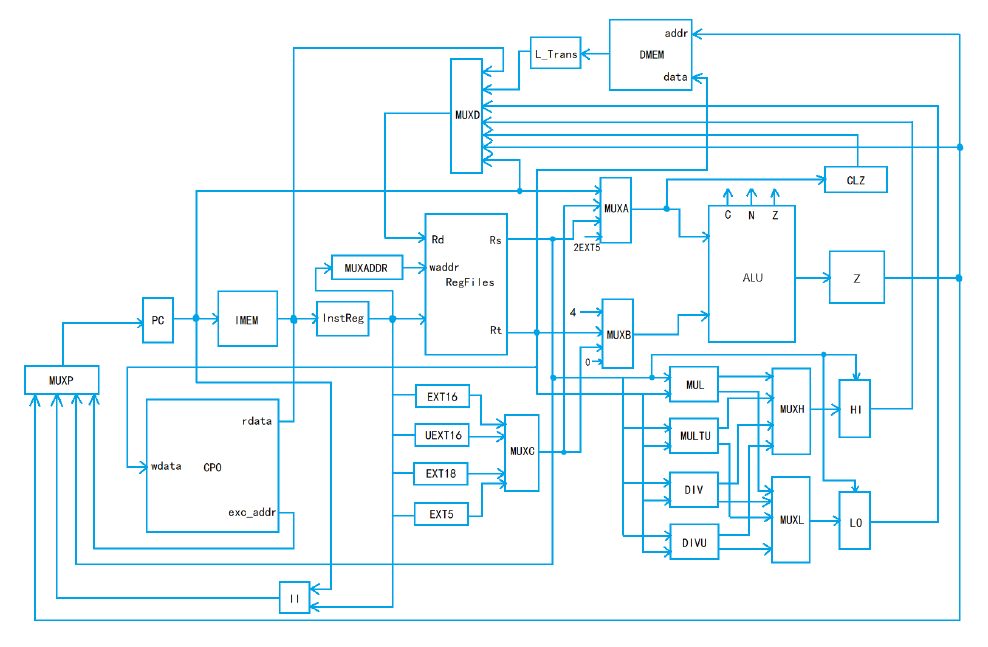 addr
L_Trans
DMEM
data
MUXD
CLZ
MUXA
C N Z
Rd
Rs
2EXT5
MUXADDR
waddr
RegFiles
ALU
Z
PC
IMEM
InstReg
4
Rt
MUXB
0
MUXP
MUL
EXT16
MUXH
HI
rdata
UEXT16
MULTU
MUXC
wdata
CP0
EXT18
DIV
exc_addr
EXT5
MUXL
LO
DIVU
II